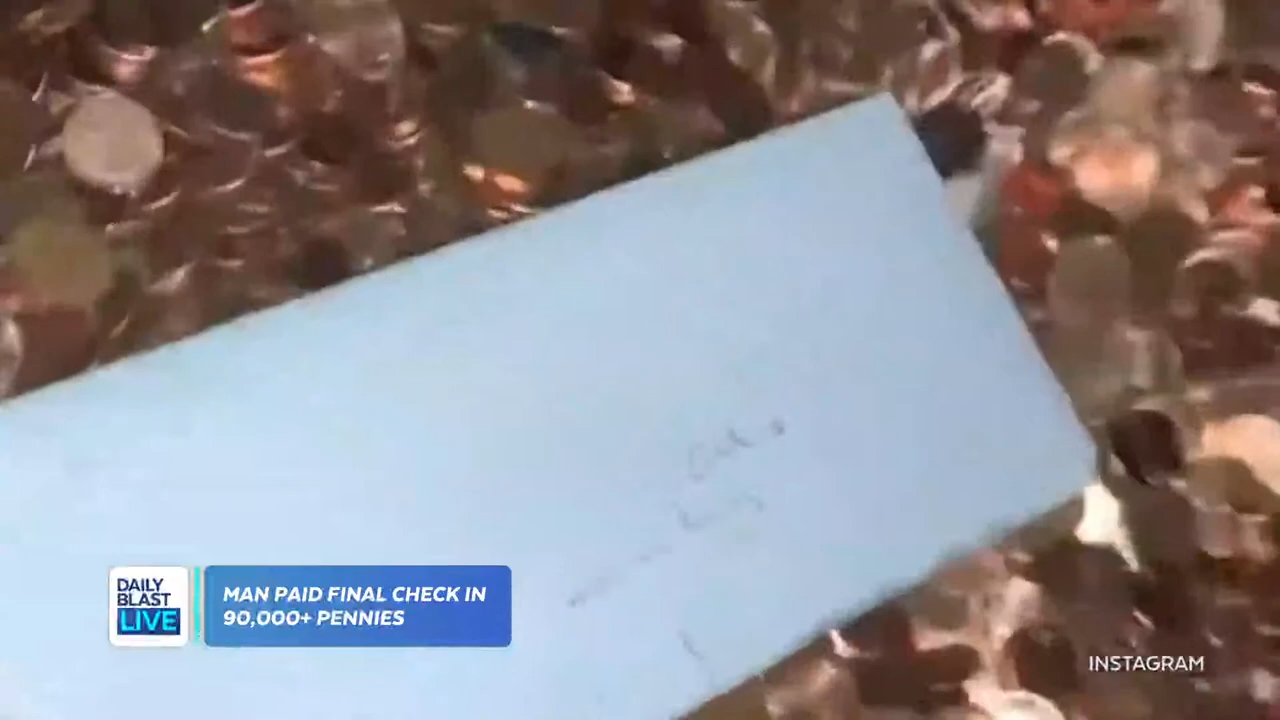 DAILY
BLAST
LIVE
MAN PAID FINAL CHECK IN
90,000+ PENNIES
INSTAGRAM